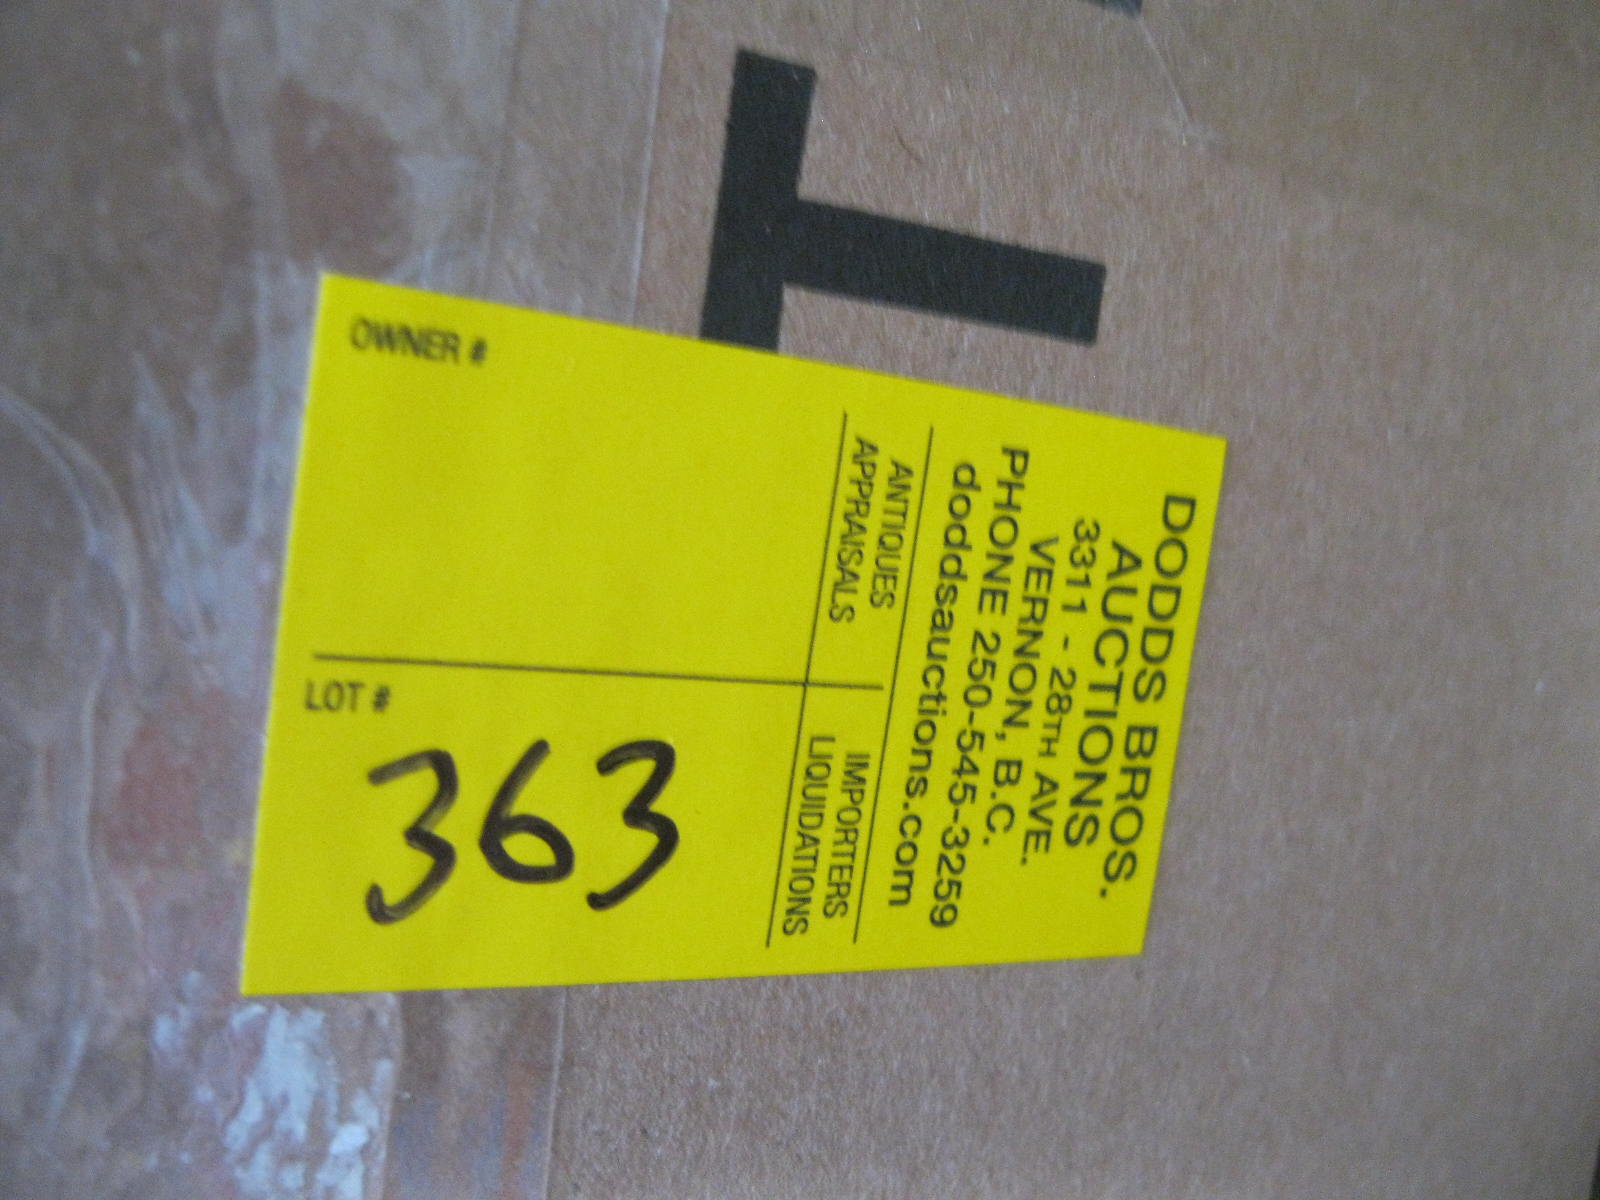 DODDS BROS.
AUCTIONS
3311 - 28TH AVE.
VERNON, B.C.
PHONE 250-545-3259
doddsauctions.com
ANTIQUES
APPRAISALS
IMPORTERS
LIQUIDATIONS
OWNER #
LOT #
363
T